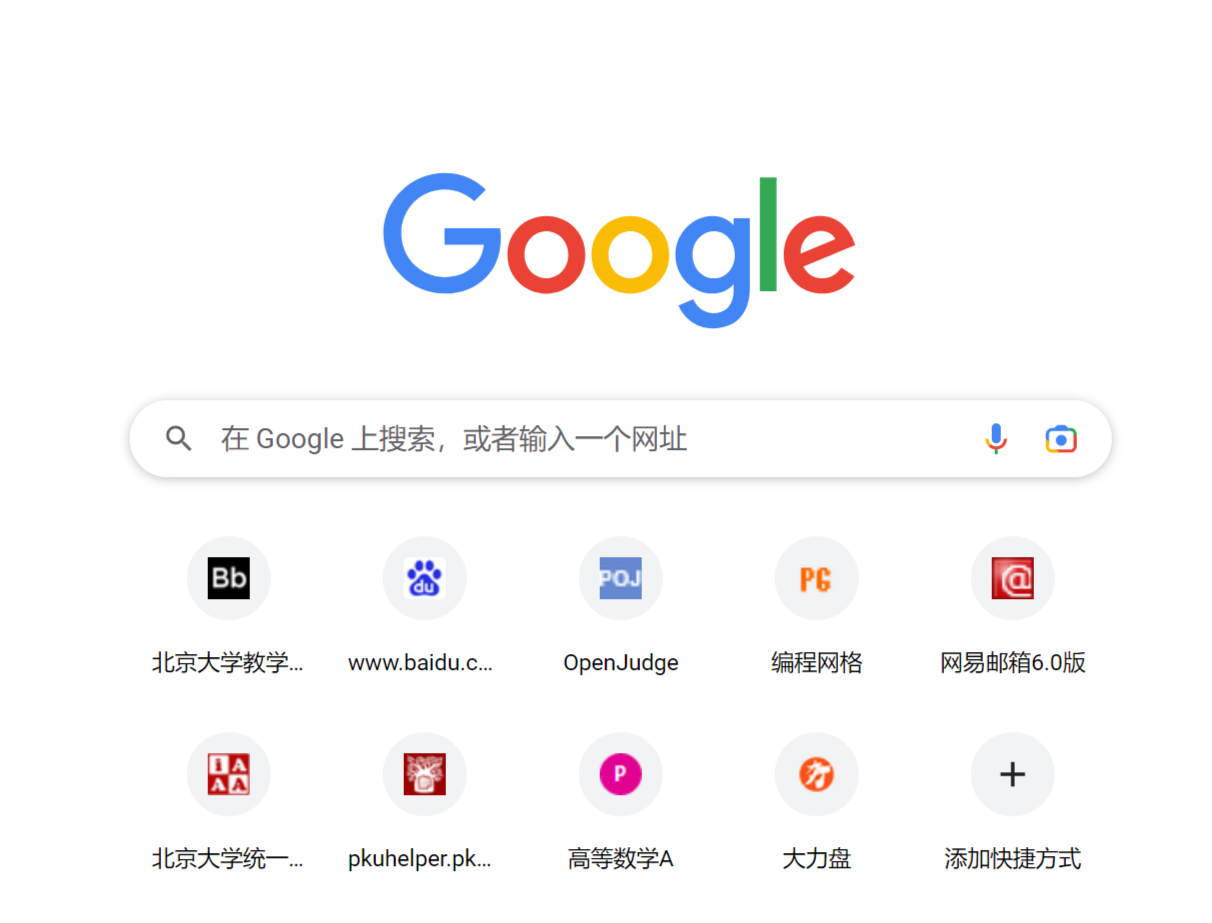 Google
在 Google 上搜索，或者输入一个网址
Bb
du
POJ
PG
@
北京大学教学...
www.baidu.c...
OpenJudge
编程网格
网易邮箱6.0版
iAAA
P
力
北京大学统一...
pkuhelper.pk...
高等数学A
大力盘
添加快捷方式